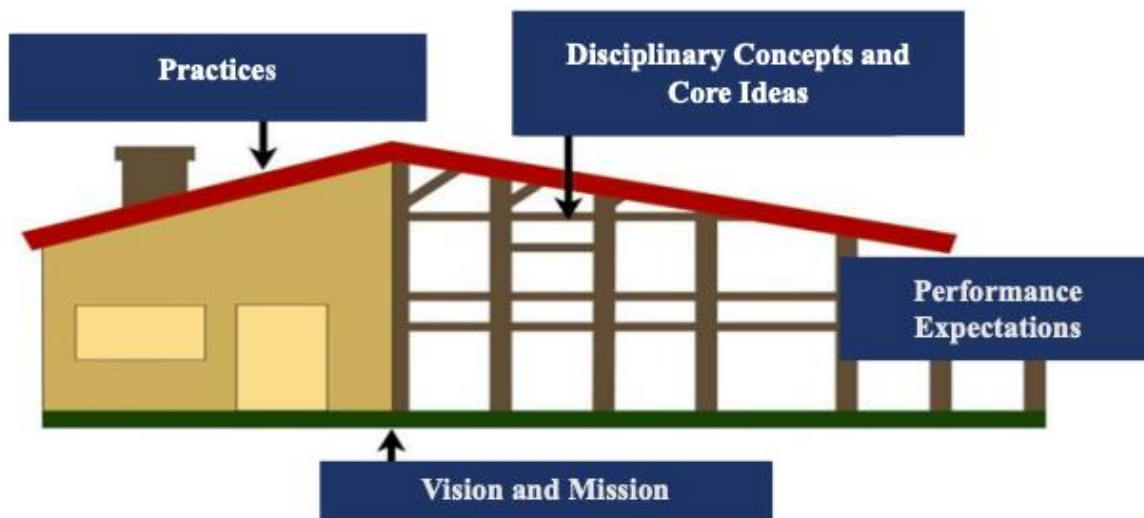 Practices
Disciplinary Concepts and
Core Ideas
Performance
Expectations
Vision and Mission